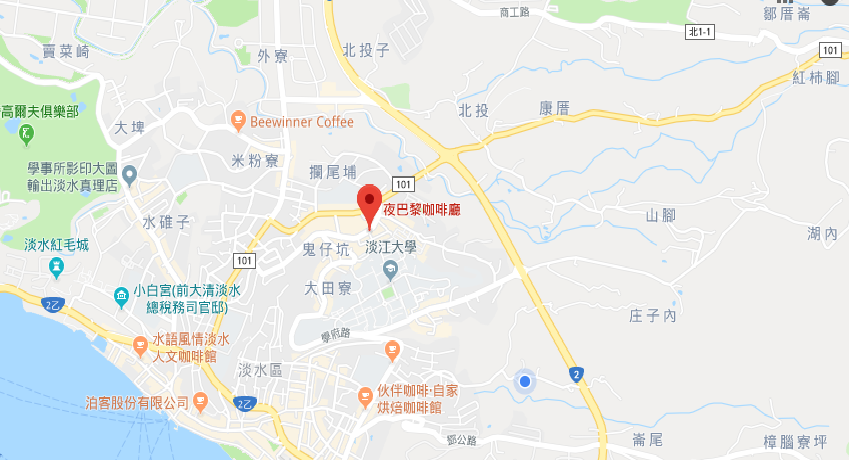 商工路
鄒厝崙
北1-1
賣菜崎
外寮
北投子
101
紅柿腳
高爾夫俱樂部
大埤
Beewinner Coffee
北投
康厝
米粉寮
學事所影印大圖
輸出淡水真理店
攔尾埔
101
夜巴黎咖啡廳
水碓子
山腳
湖內
淡水紅毛城
鬼仔坑
淡江大學
101
小白宮(前大清淡水
總稅務司官邸)
大田寮
2乙
庄子內
學府路
水語風情淡水
人文咖啡館
淡水區
2
伙伴咖啡·自家
烘焙咖啡館
泊客股份有限公司
2乙
鄧公路
崙尾
樟腦寮坪